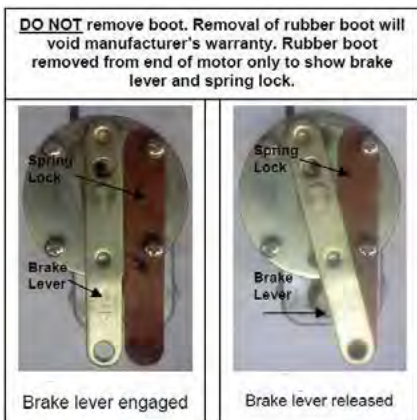 DO NOT remove boot. Removal of rubber boot will
void manufacturer's warranty. Rubber boot
removed from end of motor only to show brake
lever and spring lock.
Spring
Lock
Brake
Lever
Brake lever engaged
Spring
Lock
Brake
Lever
Brake lever released